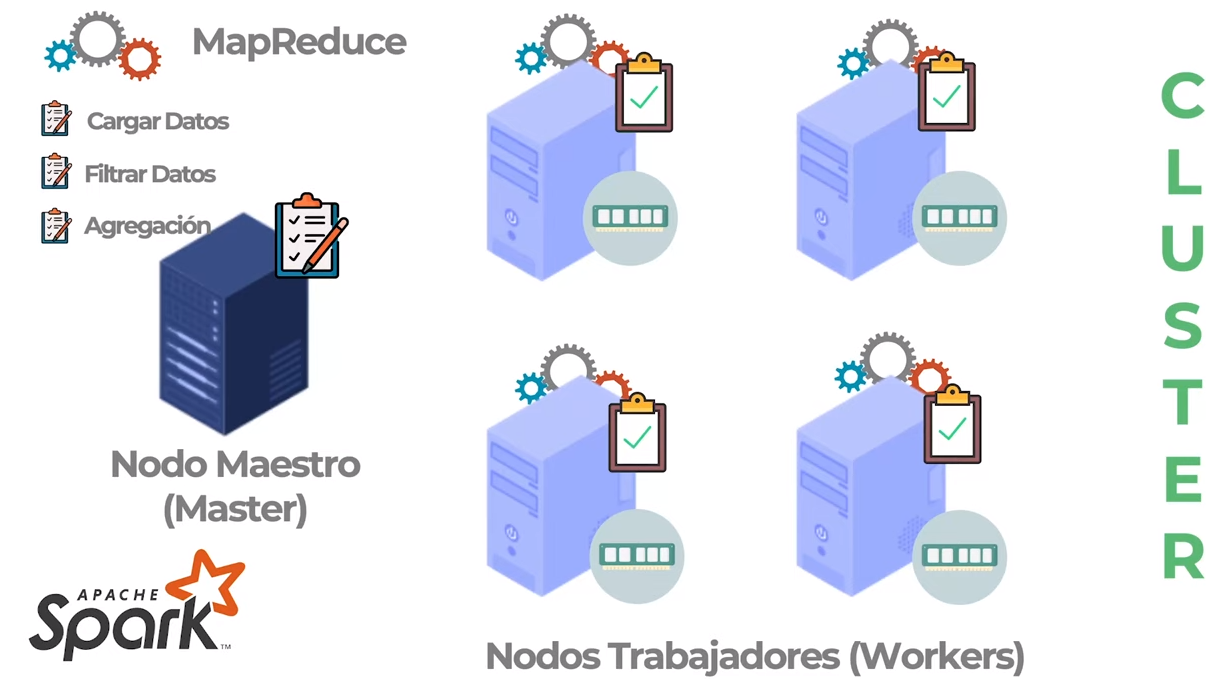 MapReduce
Cargar Datos
Filtrar Datos
Agregación
Nodo Maestro
(Master)
APACHE
Spark™
Nodos Trabajadores (Workers)
CLUSTER